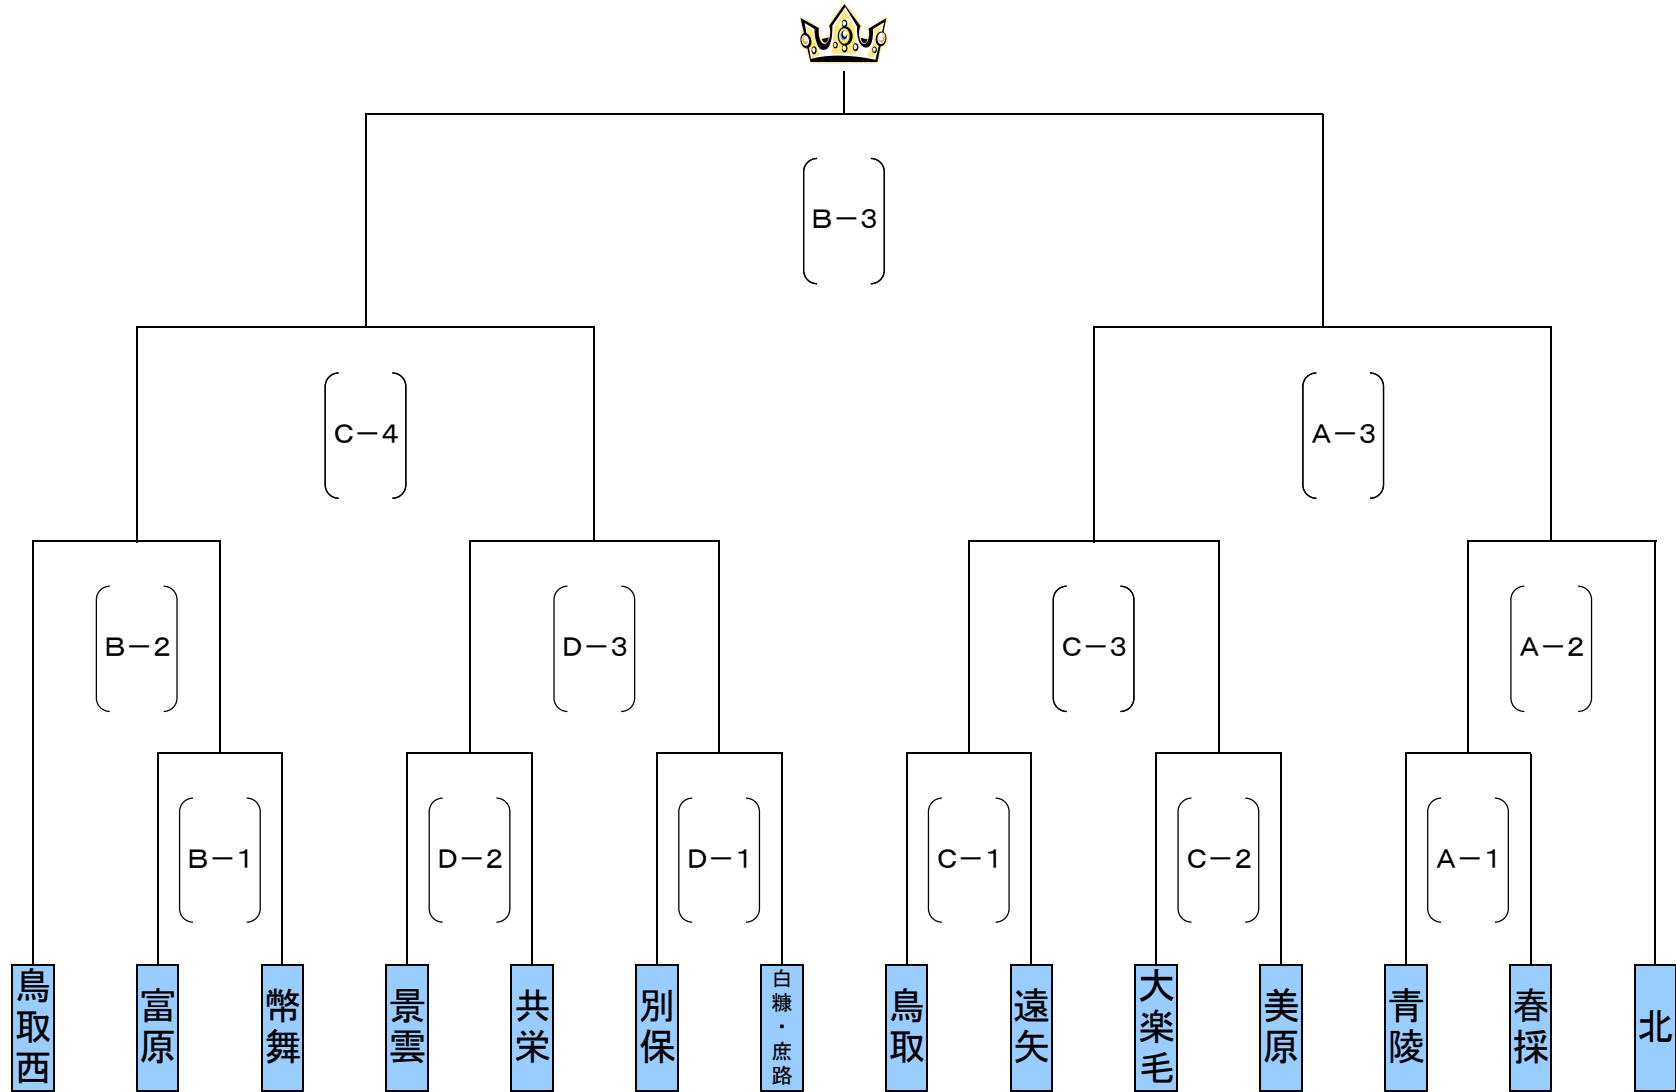 B－3
C－4
A－3
B－2
D－3
C－3
A－2
B－1
D－2
D－1
C－1
C－2
A－1
鳥取西
富原
幣舞
景雲
共栄
別保
白糠・庶路
鳥取
遠矢
大楽毛
美原
青陵
春採
北